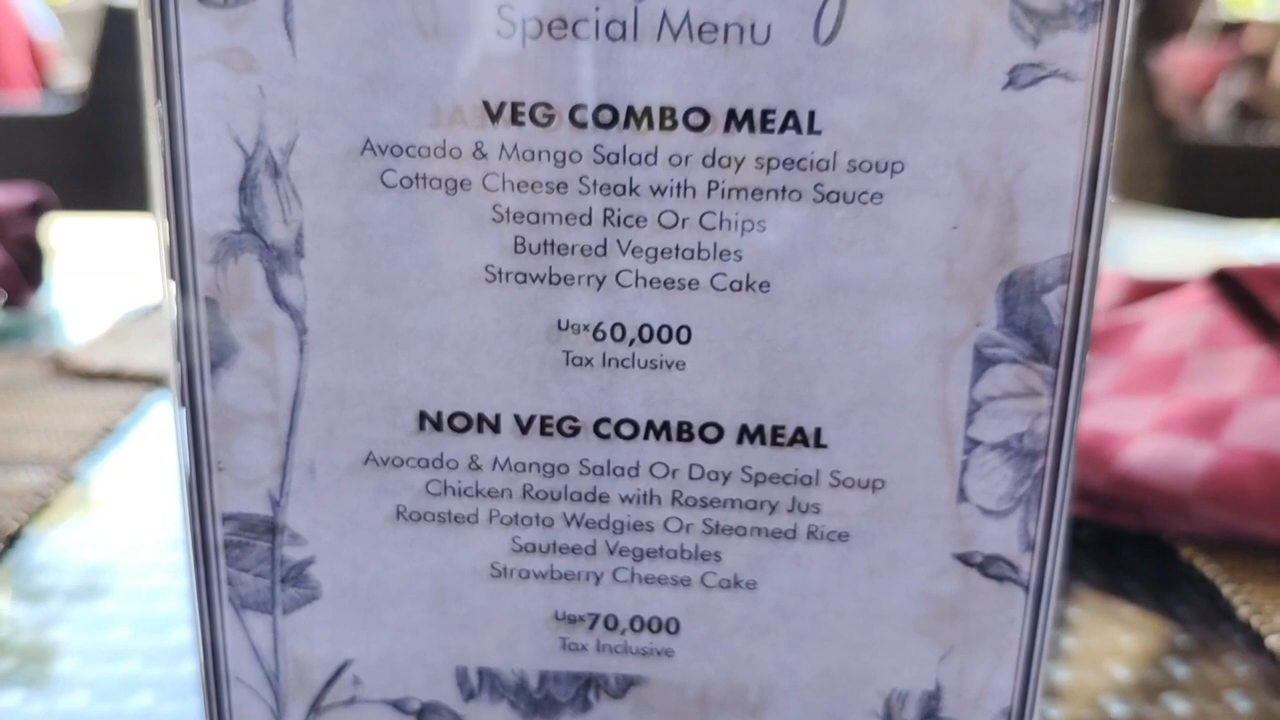 Special Menu
VEG COMBO MEAL
Avocado & Mango Salad or day special soup
Cottage Cheese Steak with Pimento Sauce
Steamed Rice Or Chips
Buttered Vegetables
Strawberry Cheese Cake
Ugx60,000
Tax Inclusive
NON VEG COMBO MEAL
Avocado & Mango Salad Or Day Special Soup
Chicken Roulade with Rosemary Jus
Roasted Potato Wedgies Or Steamed Rice
Sauteed Vegetables
Strawberry Cheese Cake
Ugx70,000
Tax Inclusive